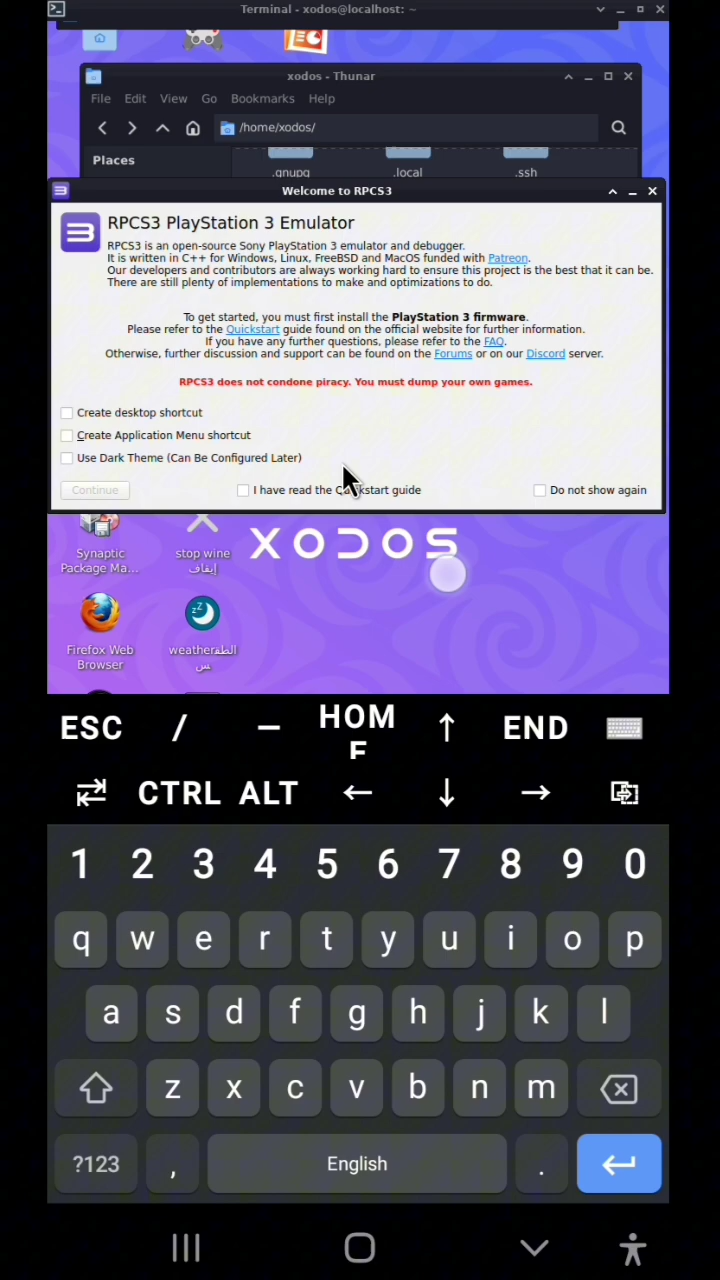 Terminal - xodos@localhost: ~
xodos - Thunar
File Edit View Go Bookmarks Help
/home/xodos/
Places
.gnupg .local .ssh
Welcome to RPCS3
RPCS3 PlayStation 3 Emulator
RPCS3 is an open-source Sony PlayStation 3 emulator and debugger.
It is written in C++ for Windows, Linux, FreeBSD and MacOS funded with Patreon.
Our developers and contributors are always working hard to ensure this project is the best that it can be.
There are still plenty of implementations to make and optimizations to do.
To get started, you must first install the PlayStation 3 firmware.
Please refer to the Quickstart guide found on the official website for further information.
If you have any further questions, please refer to the FAQ.
Otherwise, further discussion and support can be found on the Forums or on our Discord server.
RPCS3 does not condone piracy. You must dump your own games.
Create desktop shortcut
Create Application Menu shortcut
Use Dark Theme (Can Be Configured Later)
Continue I have read the Quickstart guide Do not show again
XODOS
Synaptic stop wine
Package Ma... إيقاف
Firefox Web weatherالطق
Browser س
ESC / – HOM ↑ END
E
CTRL ALT ← ↓ →
1 2 3 4 5 6 7 8 9 0
q w e r t y u i o p
a s d f g h j k l
z x c v b n m
?123 , English .